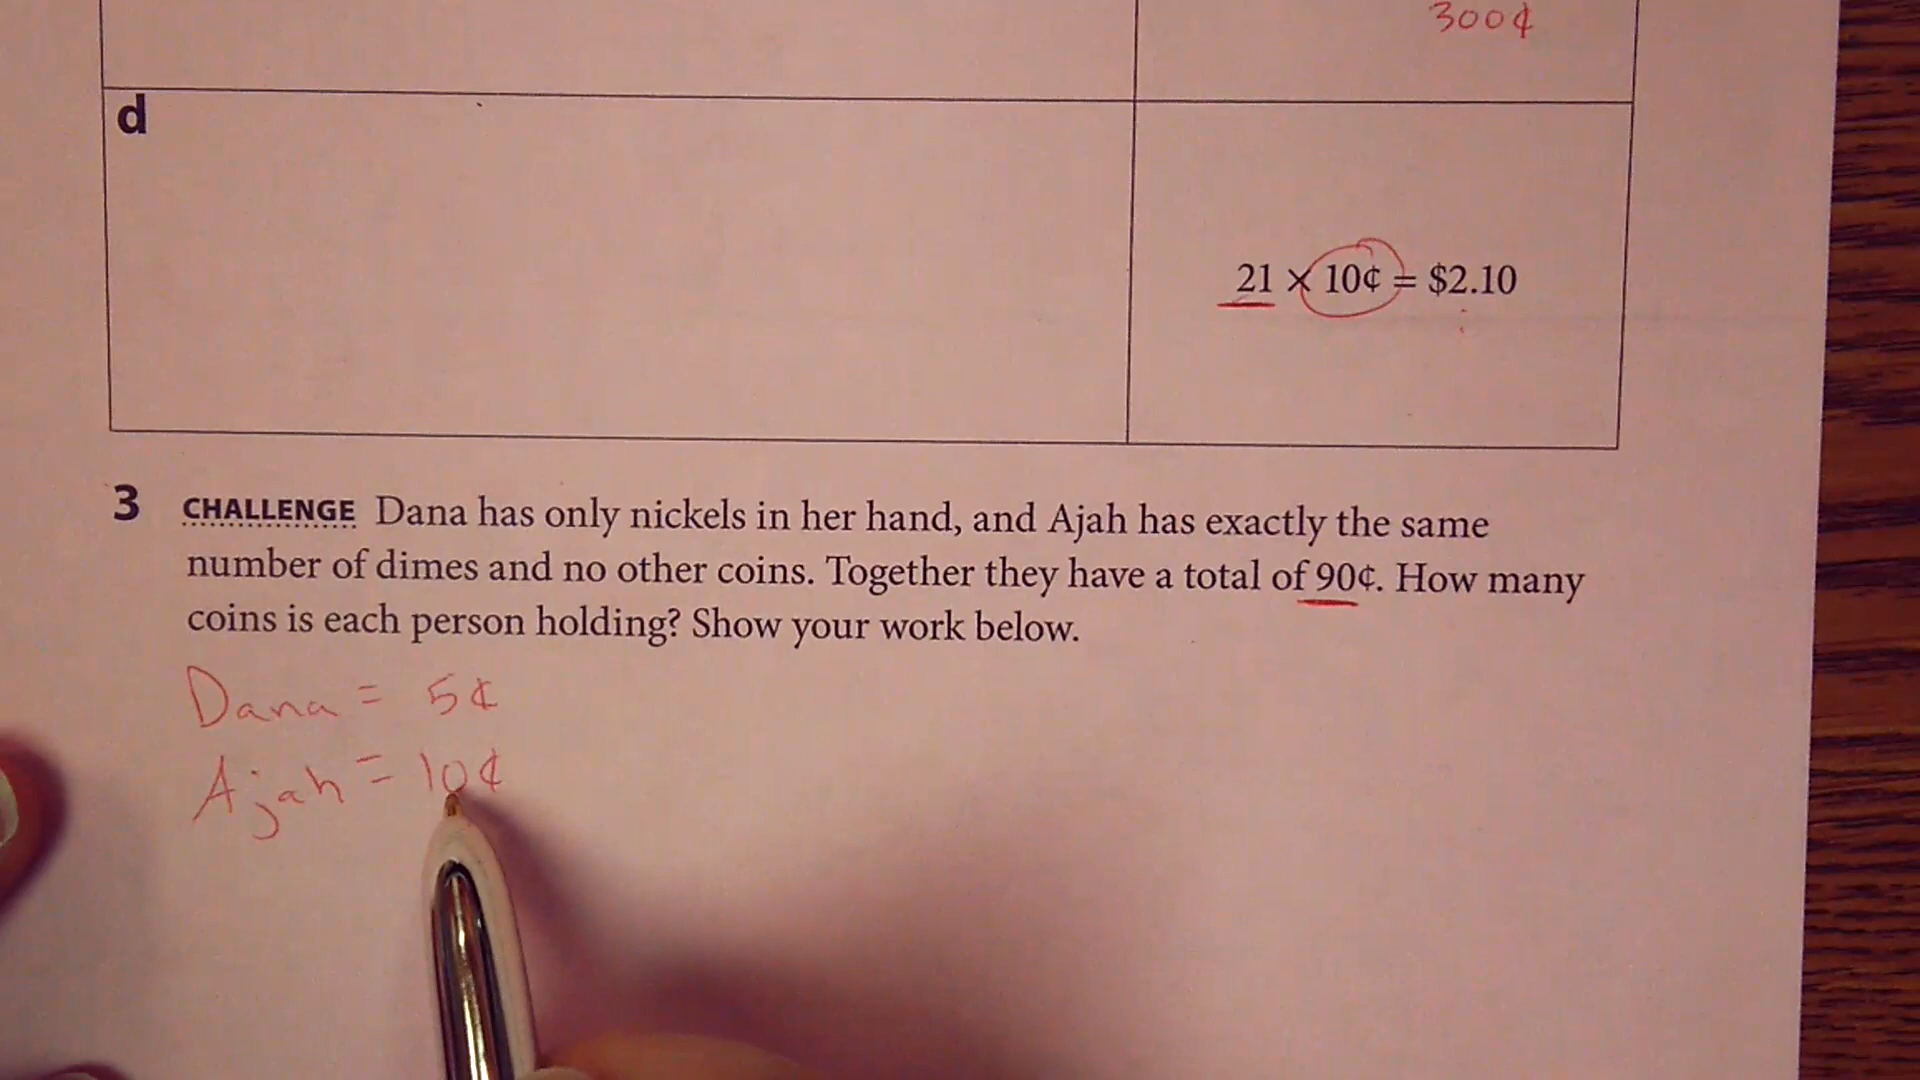 300¢
d
21 × 10¢ = $2.10
3 CHALLENGE Dana has only nickels in her hand, and Ajah has exactly the same
number of dimes and no other coins. Together they have a total of 90¢. How many
coins is each person holding? Show your work below.
Dana = 5¢
Ajah = 10¢